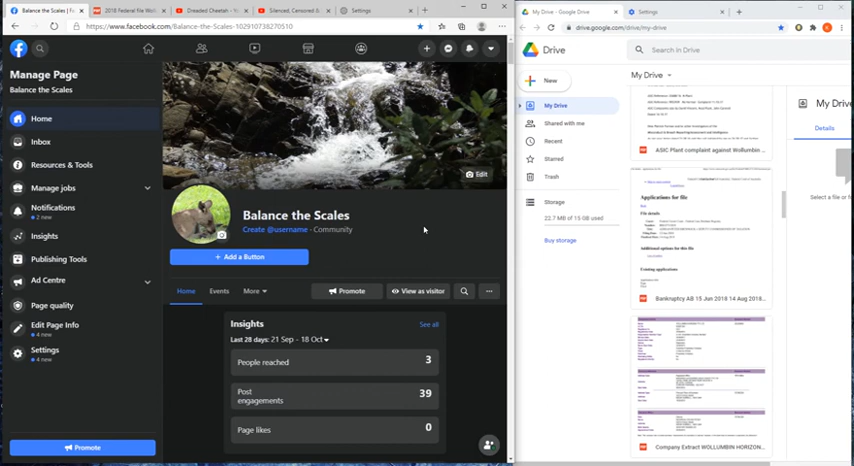 Balance the Scales | Fa
2018 Federal file Wol
Dreaded Cheetah - Yo
Silenced, Censored &
Settings
https://www.facebook.com/Balance-the-Scales-102910738270510
Manage Page
Balance the Scales
Home
Inbox
Resources & Tools
Manage jobs
Notifications
2 new
Insights
Publishing Tools
Ad Centre
Page quality
Edit Page Info
4 new
Settings
4 new
Promote
Edit
Balance the Scales
Create @username · Community
+ Add a Button
Home
Events
More
Promote
View as visitor
Insights
See all
Last 28 days: 21 Sep - 18 Oct
People reached
3
Post
engagements
39
Page likes
0
My Drive - Google Drive
Settings
drive.google.com/drive/my-drive
Drive
Search in Drive
New
My Drive
My Drive
Shared with me
Recent
Starred
Trash
Storage
22.7 MB of 15 GB used
Buy storage
ASIC Plant complaint against Wollumbin ...
Applications for file
File details
Additional options for this file
Existing applications
Bankruptcy AB 15 Jun 2018 14 Aug 2018...
Company Extract WOLLUMBIN HORIZON...
My Drive
Details
Select a file or f